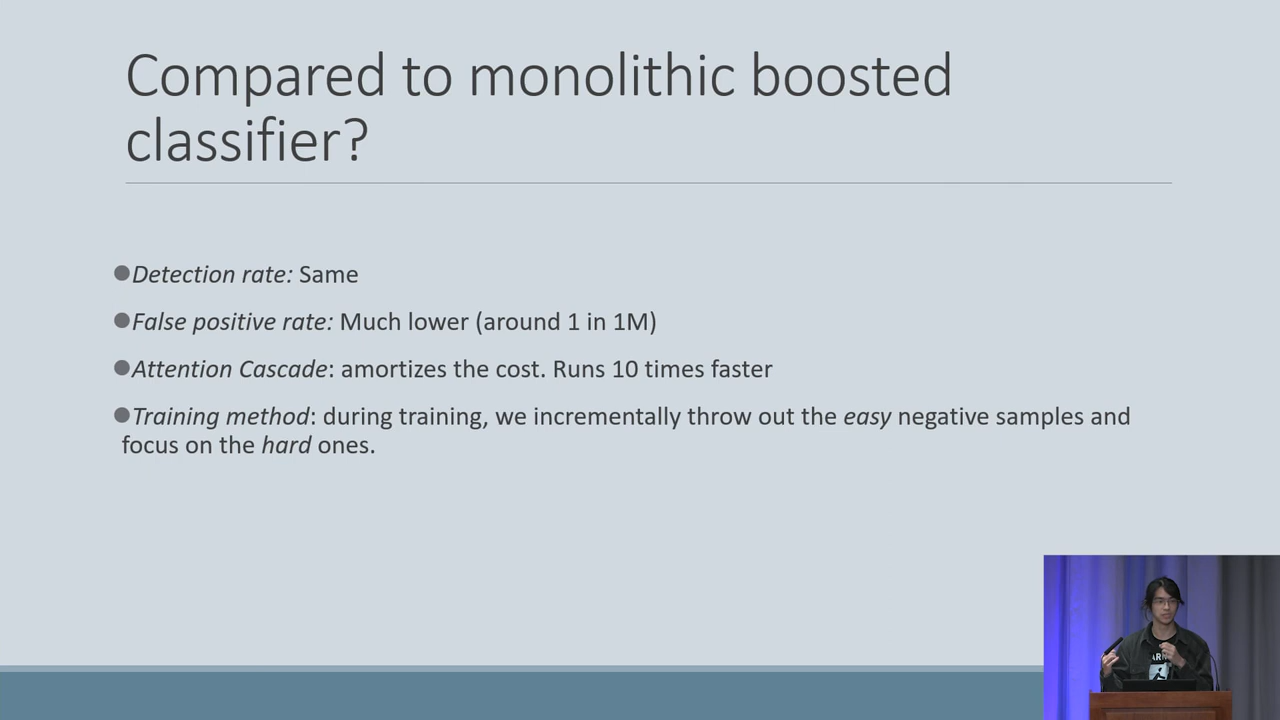 Compared to monolithic boosted
classifier?
●Detection rate: Same
●False positive rate: Much lower (around 1 in 1M)
●Attention Cascade: amortizes the cost. Runs 10 times faster
●Training method: during training, we incrementally throw out the easy negative samples and
focus on the hard ones.